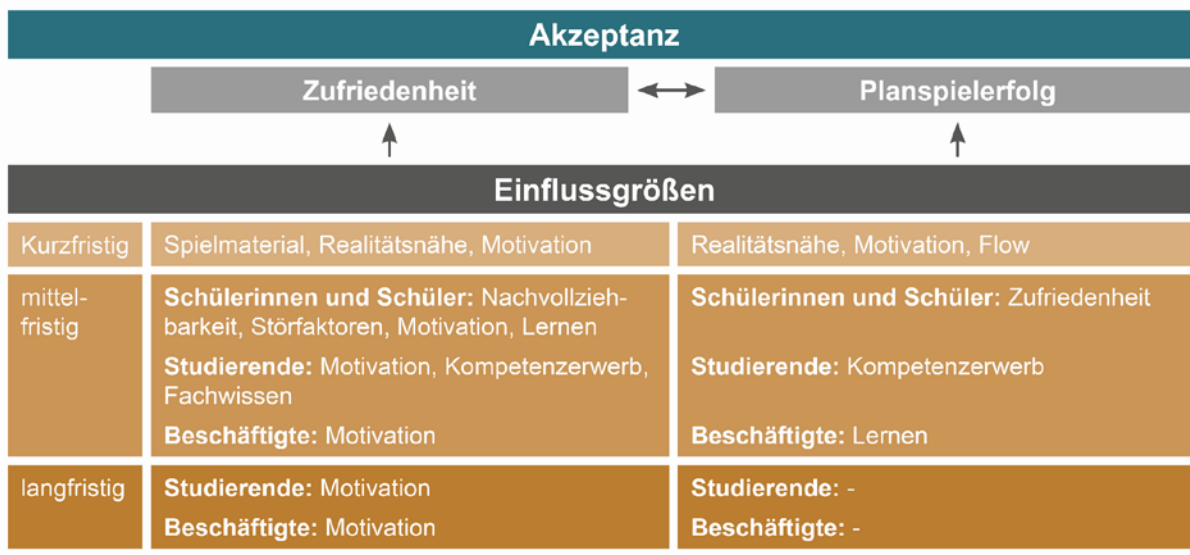 Akzeptanz
Zufriedenheit
Planspielerfolg
Einflussgrößen
Kurzfristig
Spielmaterial, Realitätsnähe, Motivation
Realitätsnähe, Motivation, Flow
mittel-
fristig
Schülerinnen und Schüler: Nachvollzieh-
barkeit, Störfaktoren, Motivation, Lernen
Studierende: Motivation, Kompetenzerwerb,
Fachwissen
Beschäftigte: Motivation
Schülerinnen und Schüler: Zufriedenheit
Studierende: Kompetenzerwerb
Beschäftigte: Lernen
langfristig
Studierende: Motivation
Beschäftigte: Motivation
Studierende: -
Beschäftigte: -